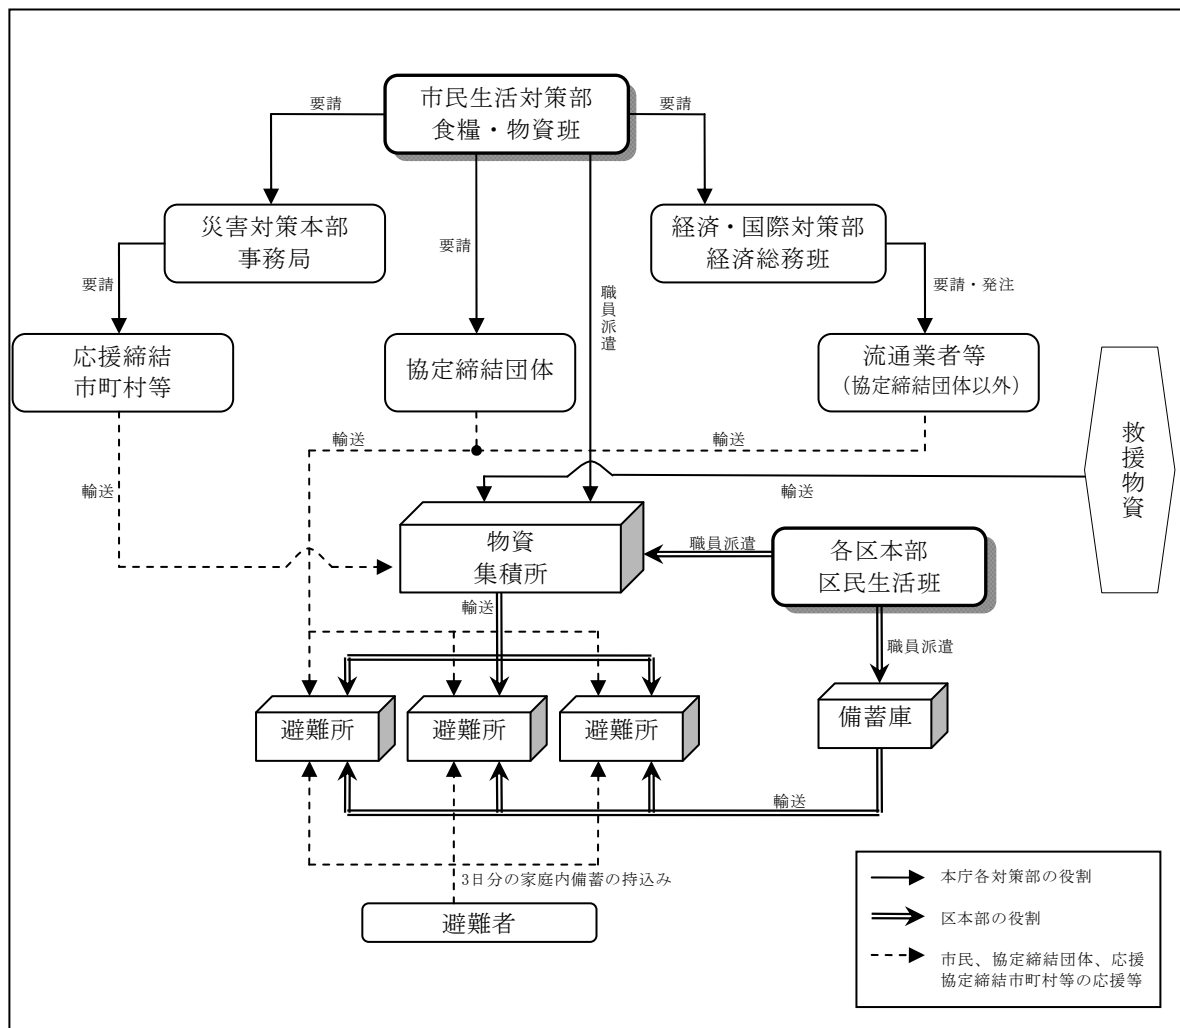 市民生活対策部
食糧・物資班
要請
要請
災害対策本部
事務局
経済・国際対策部
経済総務班
要請
要請
職員派遣
要請・発注
応援締結
市町村等
協定締結団体
流通業者等
（協定締結団体以外）
救援物資
輸送
輸送
輸送
輸送
物資
集積所
職員派遣
各区本部
区民生活班
輸送
職員派遣
避難所
避難所
避難所
備蓄庫
輸送
3日分の家庭内備蓄の持込み
避難者
本庁各対策部の役割
区本部の役割
市民、協定締結団体、応援
協定締結市町村等の応援等